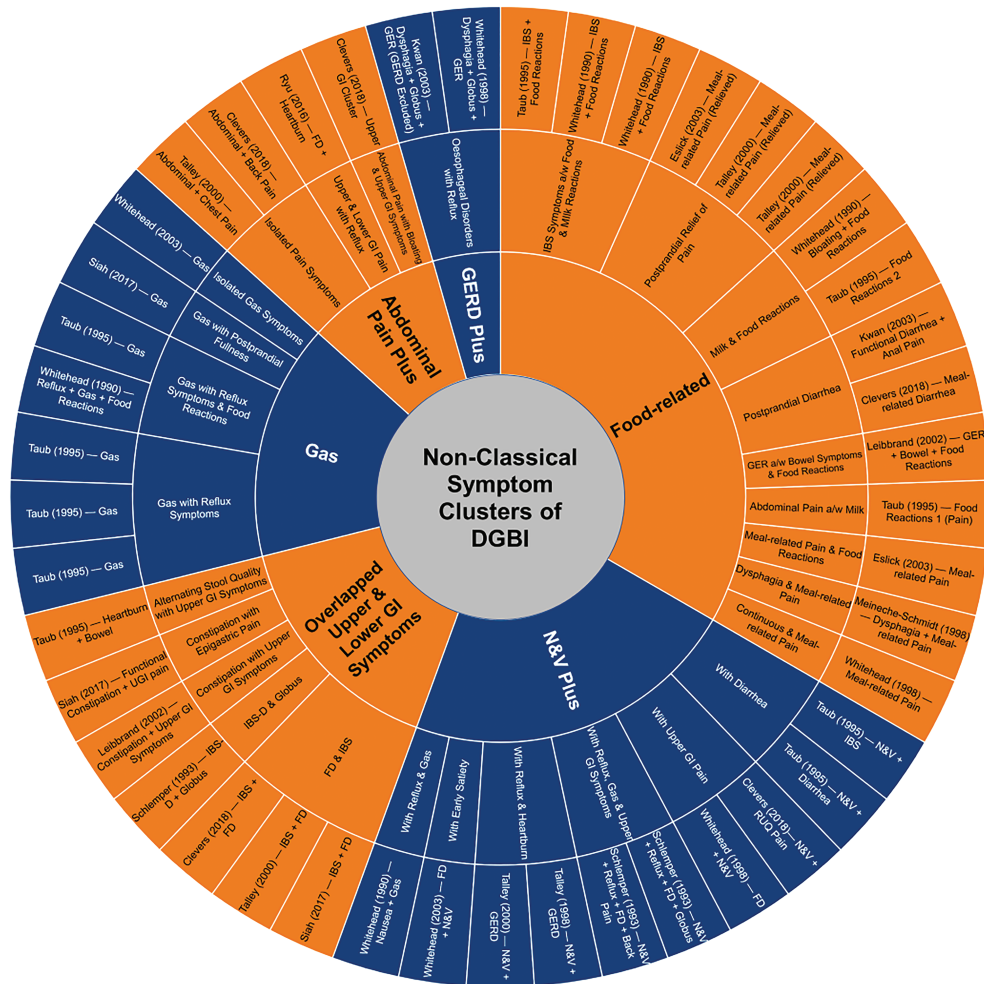 Non-Classical
Symptom
Clusters of
DGBI
Food-related
IBS Symptoms a/w Food
& Milk Reactions
Taub (1995) — IBS +
Food Reactions
Whitehead (1990) — IBS
+ Food Reactions
Whitehead (1990) — IBS
+ Food Reactions
Postprandial Relief of
Pain
Eslick (2003) — Meal-
related Pain (Relieved)
Talley (2000) — Meal-
related Pain (Relieved)
Talley (2000) — Meal-
related Pain (Relieved)
Milk & Food Reactions
Whitehead (1990) —
Bloating + Food
Reactions
Taub (1995) — Food
Reactions 2
Postprandial Diarrhea
Kwan (2003) —
Functional Diarrhea +
Anal Pain
Clevers (2018) — Meal-
related Diarrhea
GER a/w Bowel Symptoms
& Food Reactions
Leibbrand (2002) — GER
+ Bowel + Food
Reactions
Abdominal Pain a/w Milk
Taub (1995) — Food
Reactions 1 (Pain)
Meal-related Pain & Food
Reactions
Eslick (2003) — Meal-
related Pain
Dysphagia & Meal-related
Pain
Meineche-Schmidt (1998)
— Dysphagia + Meal-
related Pain
Continuous & Meal-
related Pain
Whitehead (1998) —
Meal-related Pain
N&V Plus
With Diarrhea
Taub (1995) — N&V +
IBS
Taub (1995) — N&V +
Diarrhea
With Upper GI Pain
Clevers (2018) — N&V +
RUQ Pain
Whitehead (1998) — FD
+ N&V
With Reflux, Gas, & Upper
GI Symptoms
Schlemper (1993) — N&V
+ Reflux + FD + Globus
Schlemper (1993) — N&V
+ Reflux + FD + Back
Pain
With Reflux & Heartburn
Talley (1998) — N&V +
GERD
Talley (2000) — N&V +
GERD
With Early Satiety
Whitehead (2003) — FD
+ N&V
With Reflux & Gas
Whitehead (1990) —
Nausea + Gas
Overlapped
Upper &
Lower GI
Symptoms
FD & IBS
Siah (2017) — IBS + FD
Talley (2000) — IBS + FD
Clevers (2018) — IBS +
FD
IBS-D & Globus
Schlemper (1993) — IBS-
D + Globus
Constipation with Upper
GI Symptoms
Leibbrand (2002) —
Constipation + Upper GI
Symptoms
Constipation with
Epigastric Pain
Siah (2017) — Functional
Constipation + UGI pain
Alternating Stool Quality
with Upper GI Symptoms
Taub (1995) — Heartburn
+ Bowel
Gas
Gas with Reflux
Symptoms
Taub (1995) — Gas
Taub (1995) — Gas
Taub (1995) — Gas
Gas with Reflux
Symptoms & Food
Reactions
Whitehead (1990) —
Reflux + Gas + Food
Reactions
Taub (1995) — Gas
Gas with Postprandial
Fullness
Siah (2017) — Gas
Isolated Gas Symptoms
Whitehead (2003) — Gas
Abdominal
Pain Plus
Isolated Pain Symptoms
Talley (2000) —
Abdominal + Chest Pain
Clevers (2018) —
Abdominal + Back Pain
Upper & Lower GI Pain
with Reflux
Ryu (2016) — FD +
Heartburn
Abdominal Pain with Bloating
& Upper GI Symptoms
Clevers (2018) — Upper
GI Cluster
GERD Plus
Oesophageal Disorders
with Reflux
Kwan (2003) —
Dysphagia + Globus +
GER (GERD Excluded)
Whitehead (1998) —
Dysphagia + Globus +
GER